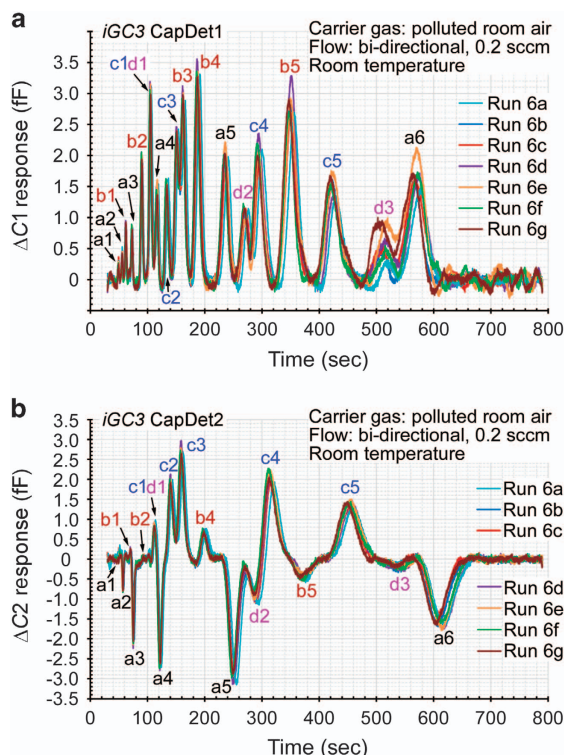 a
iGC3 CapDet1
Carrier gas: polluted room air
Flow: bi-directional, 0.2 sccm
Room temperature
ΔC1 response (fF)
4.0
3.5
3.0
2.5
2.0
1.5
1.0
0.5
0
-0.5
-1.0
a1
a2
b1
a3
b2
c1d1
a4
c2
c3
b3
b4
a5
d2
c4
b5
c5
d3
a6
Run 6a
Run 6b
Run 6c
Run 6d
Run 6e
Run 6f
Run 6g
0 100 200 300 400 500 600 700 800
Time (sec)
b
iGC3 CapDet2
Carrier gas: polluted room air
Flow: bi-directional, 0.2 sccm
Room temperature
ΔC2 response (fF)
3.5
3.0
2.5
2.0
1.5
1.0
0.5
0
-0.5
-1.0
-1.5
-2.0
-2.5
-3.0
-3.5
a1
a2
b1
a3
b2
c1d1
a4
c2
c3
b4
a5
d2
c4
b5
c5
d3
a6
Run 6a
Run 6b
Run 6c
Run 6d
Run 6e
Run 6f
Run 6g
0 100 200 300 400 500 600 700 800
Time (sec)